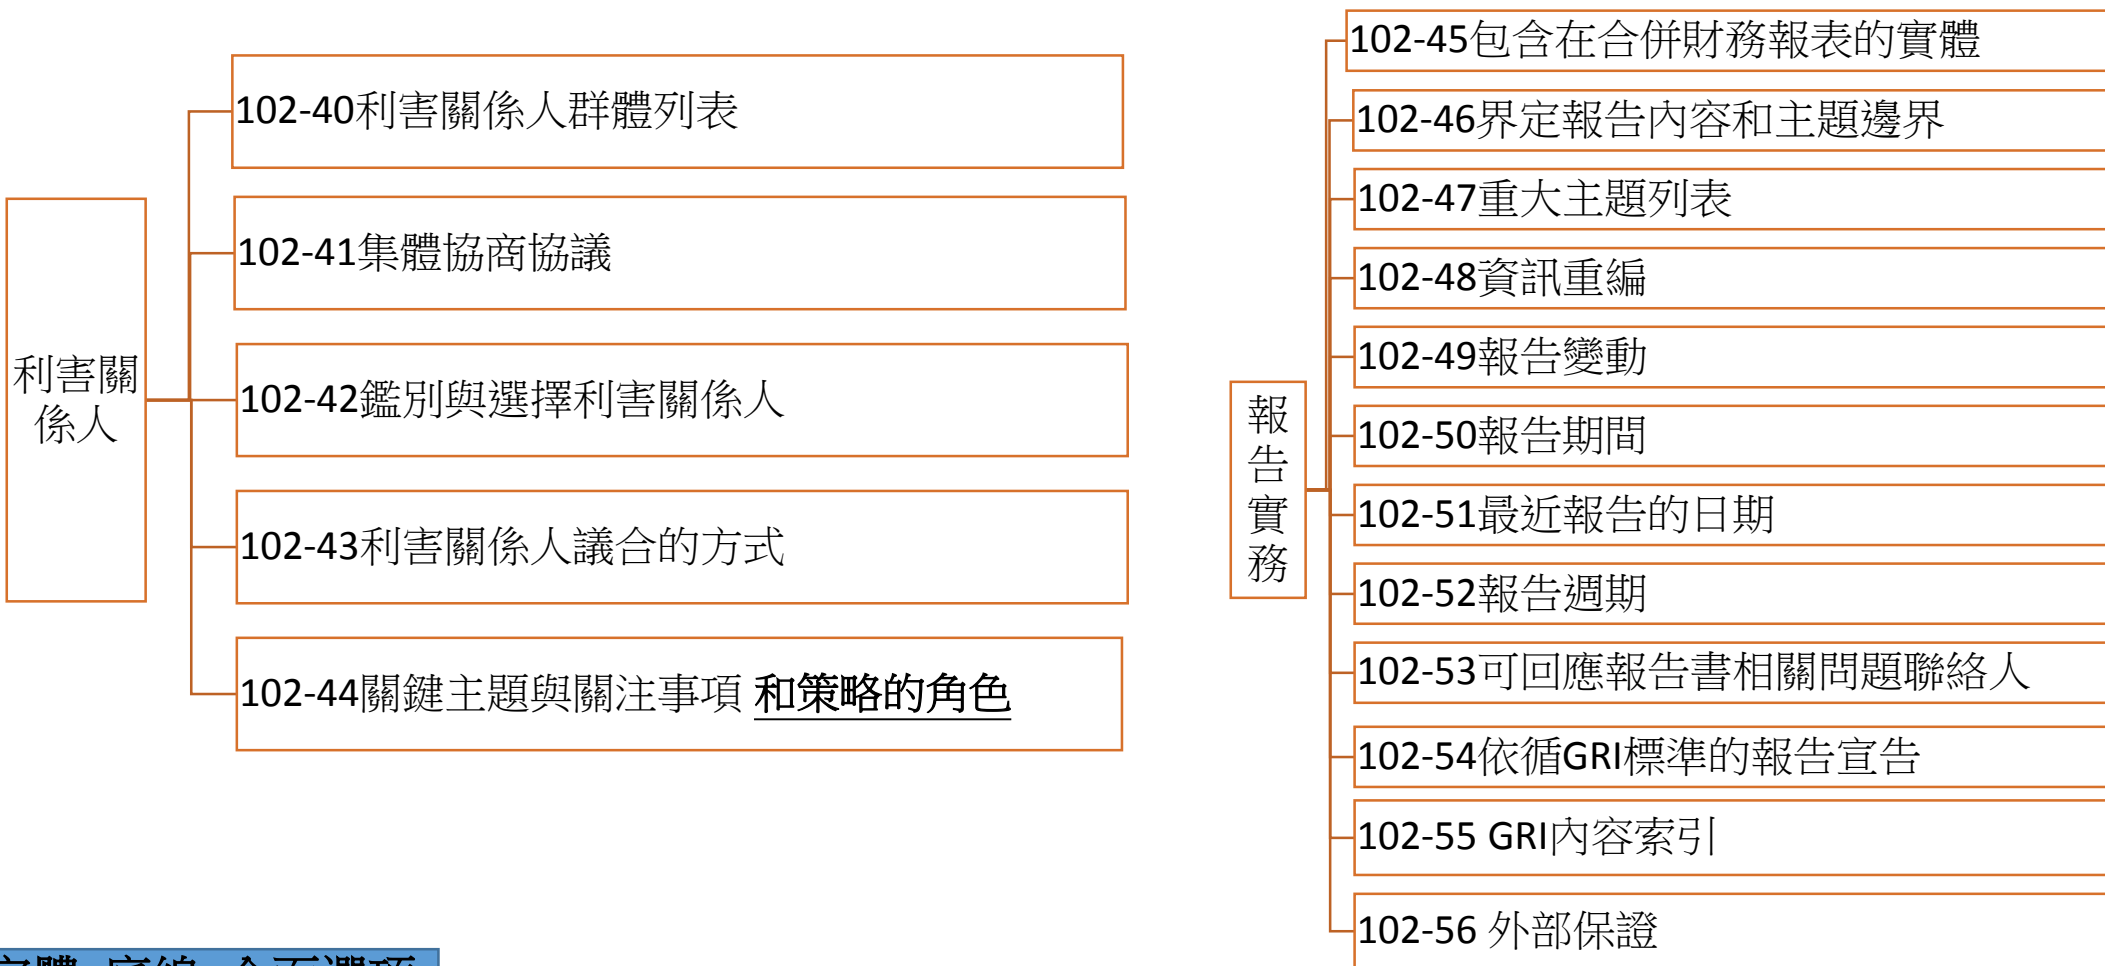 利害關
係人
102-40利害關係人群體列表
102-41集體協商協議
102-42鑑別與選擇利害關係人
102-43利害關係人議合的方式
102-44關鍵主題與關注事項 和策略的角色
報
告
實
務
102-45包含在合併財務報表的實體
102-46界定報告內容和主題邊界
102-47重大主題列表
102-48資訊重編
102-49報告變動
102-50報告期間
102-51最近報告的日期
102-52報告週期
102-53可回應報告書相關問題聯絡人
102-54依循GRI標準的報告宣告
102-55 GRI內容索引
102-56 外部保證